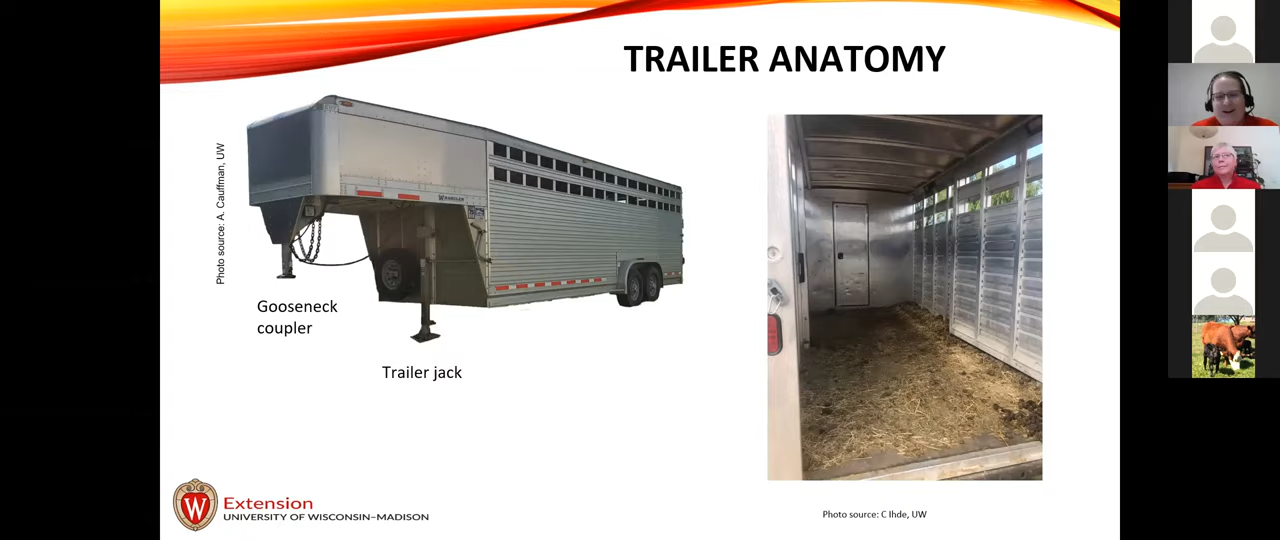 TRAILER ANATOMY
Photo source: A. Cauffman, UW
Gooseneck
coupler
Trailer jack
W
Extension
UNIVERSITY OF WISCONSIN–MADISON
Photo source: C Ihde, UW